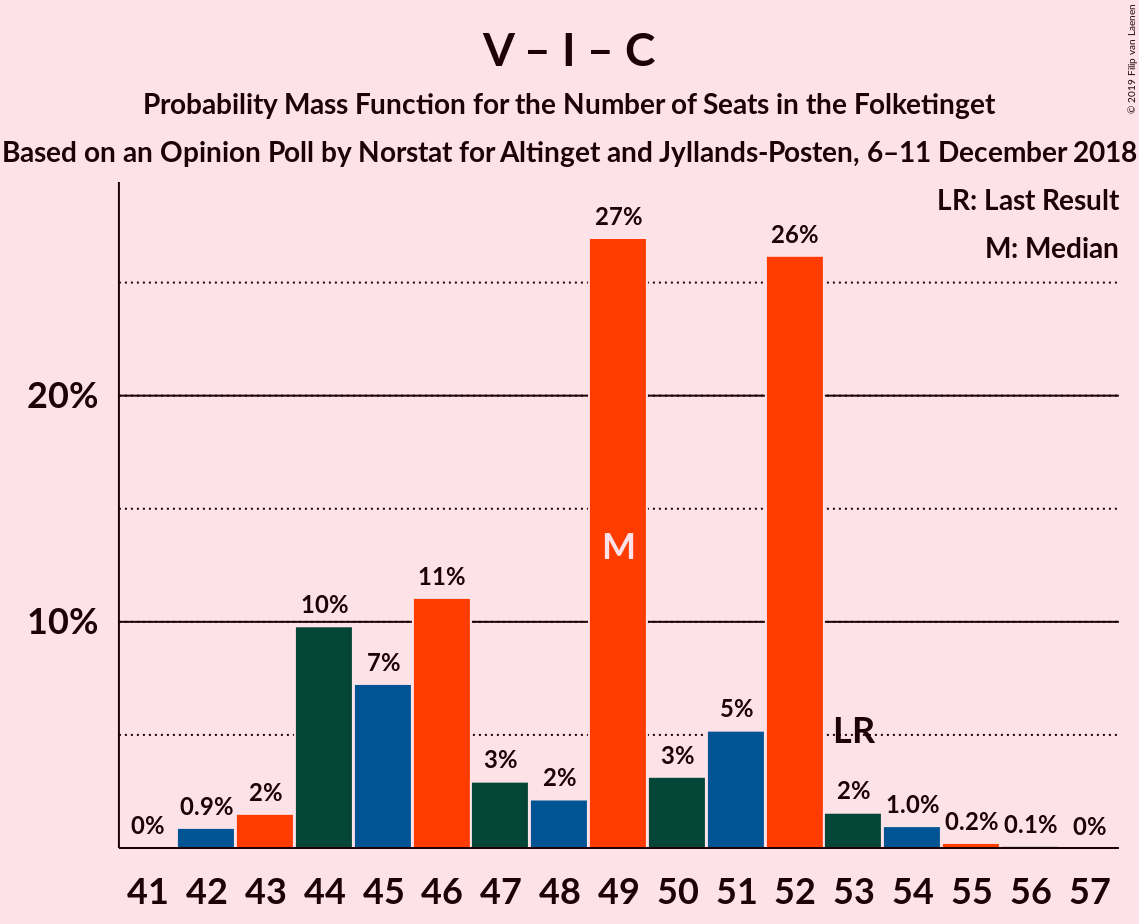 V – I – C
Probability Mass Function for the Number of Seats in the Folketinget
Based on an Opinion Poll by Norstat for Altinget and Jyllands-Posten, 6–11 December 2018
© 2019 Filip van Laenen
LR: Last Result
M: Median
20%
10%
0%
0.9%
2%
10%
7%
11%
3%
2%
27%
M
3%
5%
26%
LR
2%
1.0%
0.2%
0.1%
0%
41 42 43 44 45 46 47 48 49 50 51 52 53 54 55 56 57